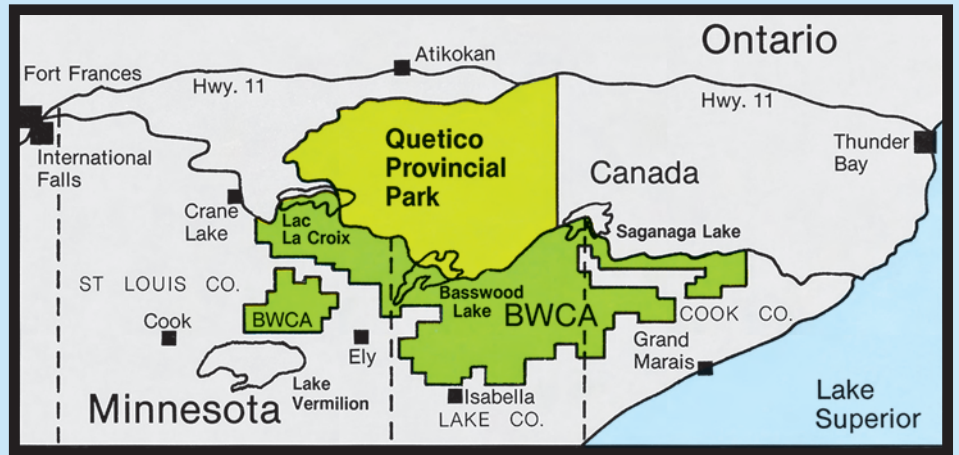 Ontario
Atikokan
Fort Frances
Hwy. 11
Hwy. 11
Quetico
Provincial
Park
Thunder
Bay
International
Falls
Canada
Crane
Lake
Lac
La Croix
Saganaga Lake
ST LOUIS CO.
Basswood
Lake
BWCA
BWCA
COOK CO.
Cook
Ely
Grand
Marais
Lake
Vermilion
Isabella
LAKE CO.
Minnesota
Lake
Superior